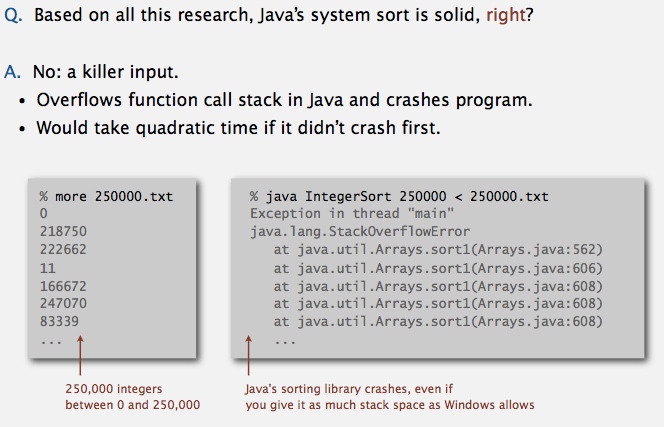 Q. Based on all this research, Java's system sort is solid, right?
A. No: a killer input.
• Overflows function call stack in Java and crashes program.
• Would take quadratic time if it didn't crash first.
% more 250000.txt
0
218750
222662
11
166672
247070
83339
...
250,000 integers
between 0 and 250,000
% java IntegerSort 250000 < 250000.txt
Exception in thread "main"
java.lang.StackOverflowError
at java.util.Arrays.sort1(Arrays.java:562)
at java.util.Arrays.sort1(Arrays.java:606)
at java.util.Arrays.sort1(Arrays.java:608)
at java.util.Arrays.sort1(Arrays.java:608)
at java.util.Arrays.sort1(Arrays.java:608)
...
Java's sorting library crashes, even if
you give it as much stack space as Windows allows